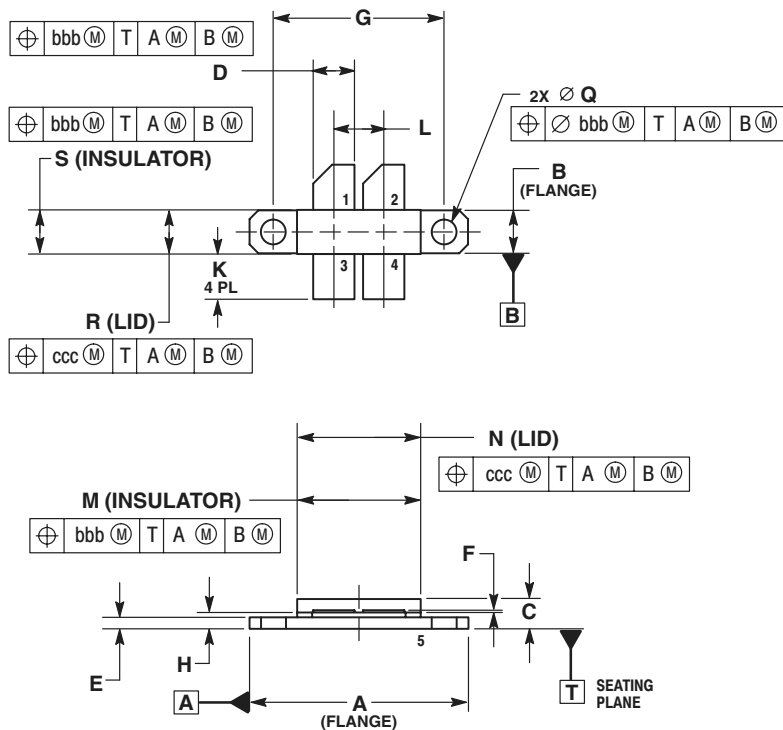 G
⌖ bbb Ⓜ T A Ⓜ B Ⓜ
D
2X ∅ Q
⌖ bbb Ⓜ T A Ⓜ B Ⓜ
L
⌖ ∅ bbb Ⓜ T A Ⓜ B Ⓜ
S (INSULATOR)
B
(FLANGE)
1 2
K
4 PL
3 4
R (LID)
B
⌖ ccc Ⓜ T A Ⓜ B Ⓜ
N (LID)
⌖ ccc Ⓜ T A Ⓜ B Ⓜ
M (INSULATOR)
⌖ bbb Ⓜ T A Ⓜ B Ⓜ
F
C
5
E
H
A
A
(FLANGE)
T
SEATING
PLANE